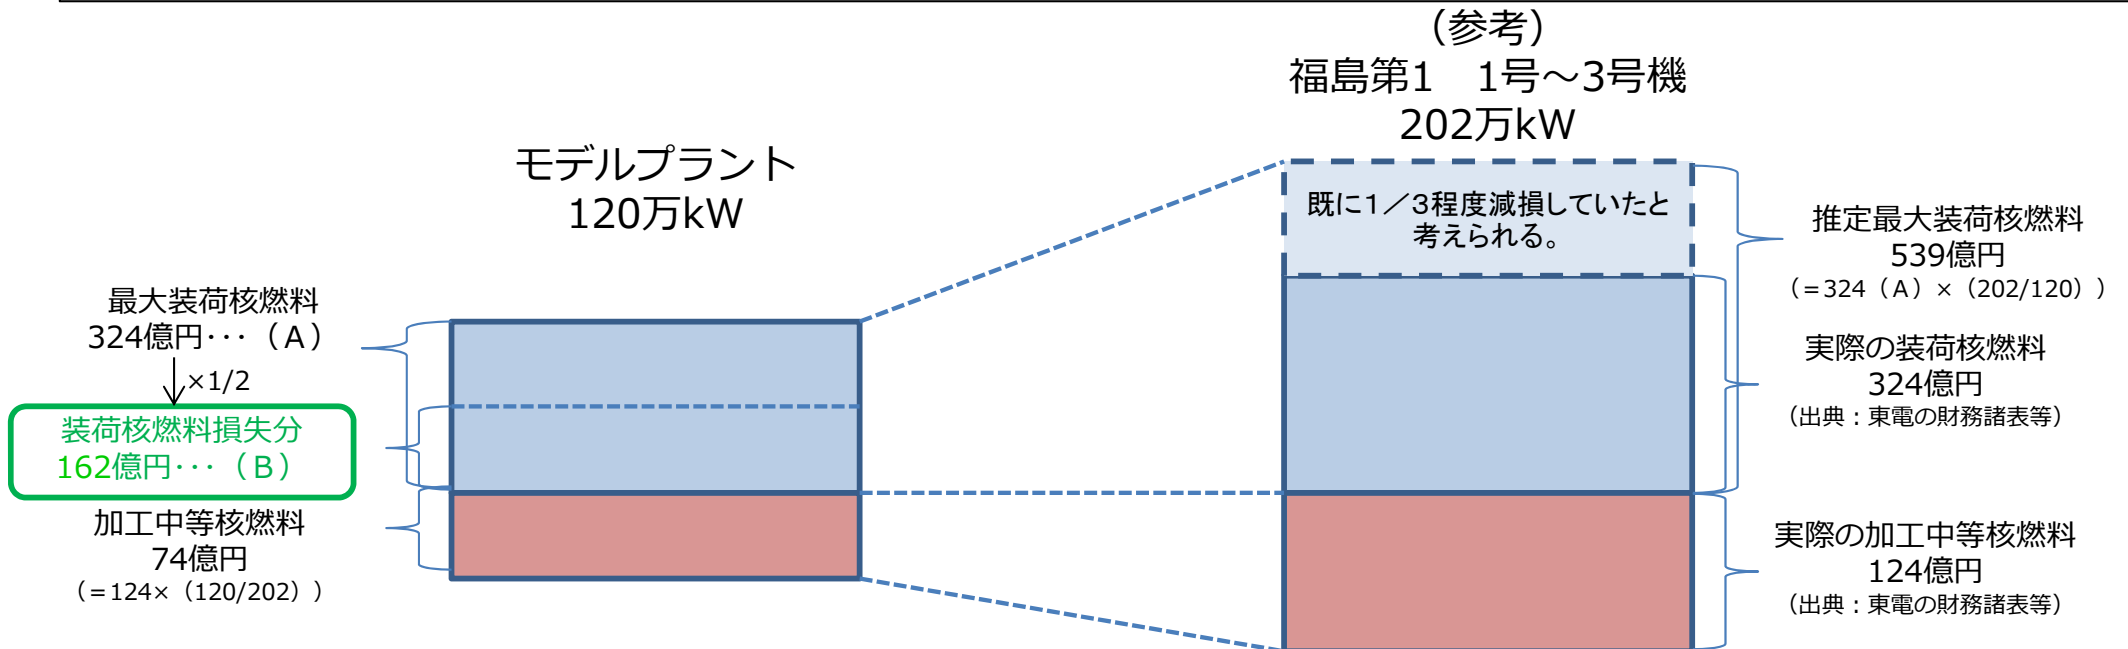 （参考）
福島第1　1号～3号機
202万kW
モデルプラント
120万kW
既に１／３程度減損していたと
考えられる。
推定最大装荷核燃料
539億円
（＝324（Ａ）×（202/120））
最大装荷核燃料
324億円･･･（Ａ）
×1/2
実際の装荷核燃料
324億円
（出典：東電の財務諸表等）
装荷核燃料損失分
162億円･･･（Ｂ）
加工中等核燃料
74億円
（＝124×（120/202））
実際の加工中等核燃料
124億円
（出典：東電の財務諸表等）